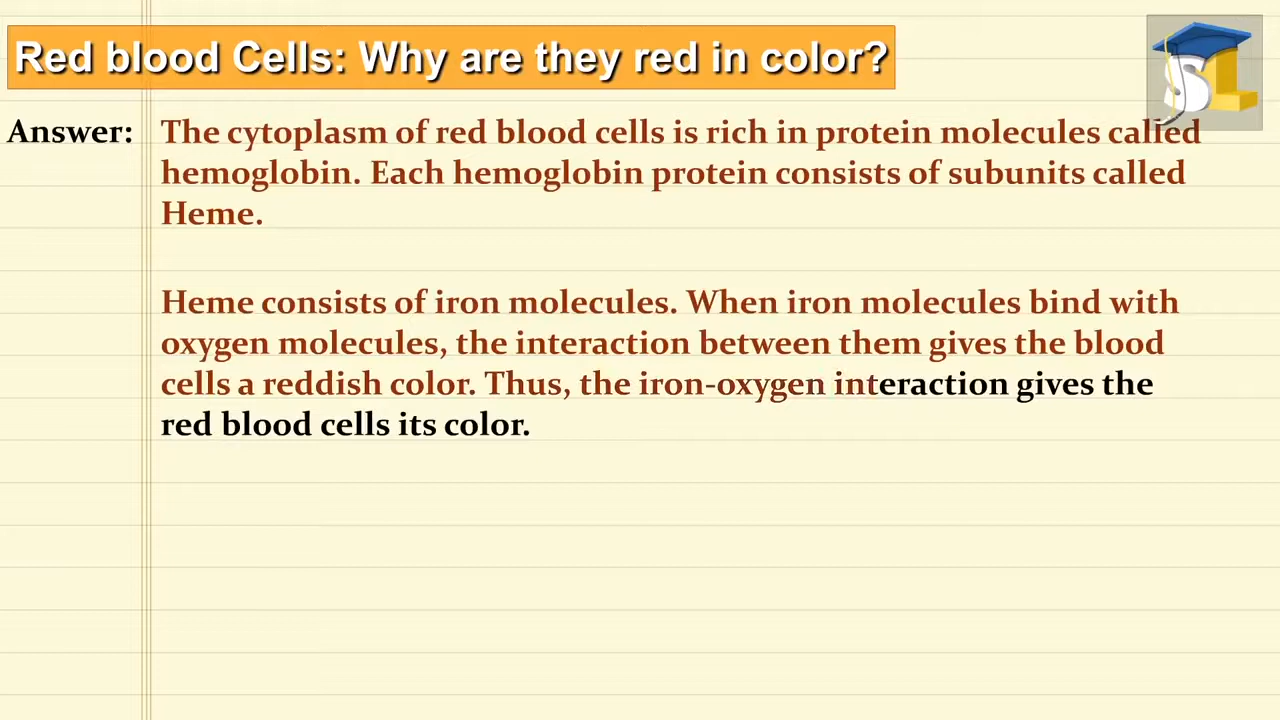 Red blood Cells: Why are they red in color?
SL
Answer: The cytoplasm of red blood cells is rich in protein molecules called
hemoglobin. Each hemoglobin protein consists of subunits called
Heme.
Heme consists of iron molecules. When iron molecules bind with
oxygen molecules, the interaction between them gives the blood
cells a reddish color. Thus, the iron-oxygen interaction gives the
red blood cells its color.